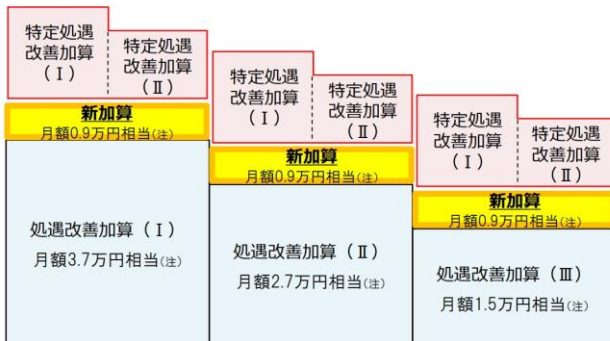 特定処遇
改善加算
（Ⅰ）
特定処遇
改善加算
（Ⅱ）
新加算
月額0.9万円相当(注)
処遇改善加算（Ⅰ）
月額3.7万円相当(注)
特定処遇
改善加算
（Ⅰ）
特定処遇
改善加算
（Ⅱ）
新加算
月額0.9万円相当(注)
処遇改善加算（Ⅱ）
月額2.7万円相当(注)
特定処遇
改善加算
（Ⅰ）
特定処遇
改善加算
（Ⅱ）
新加算
月額0.9万円相当(注)
処遇改善加算（Ⅲ）
月額1.5万円相当(注)